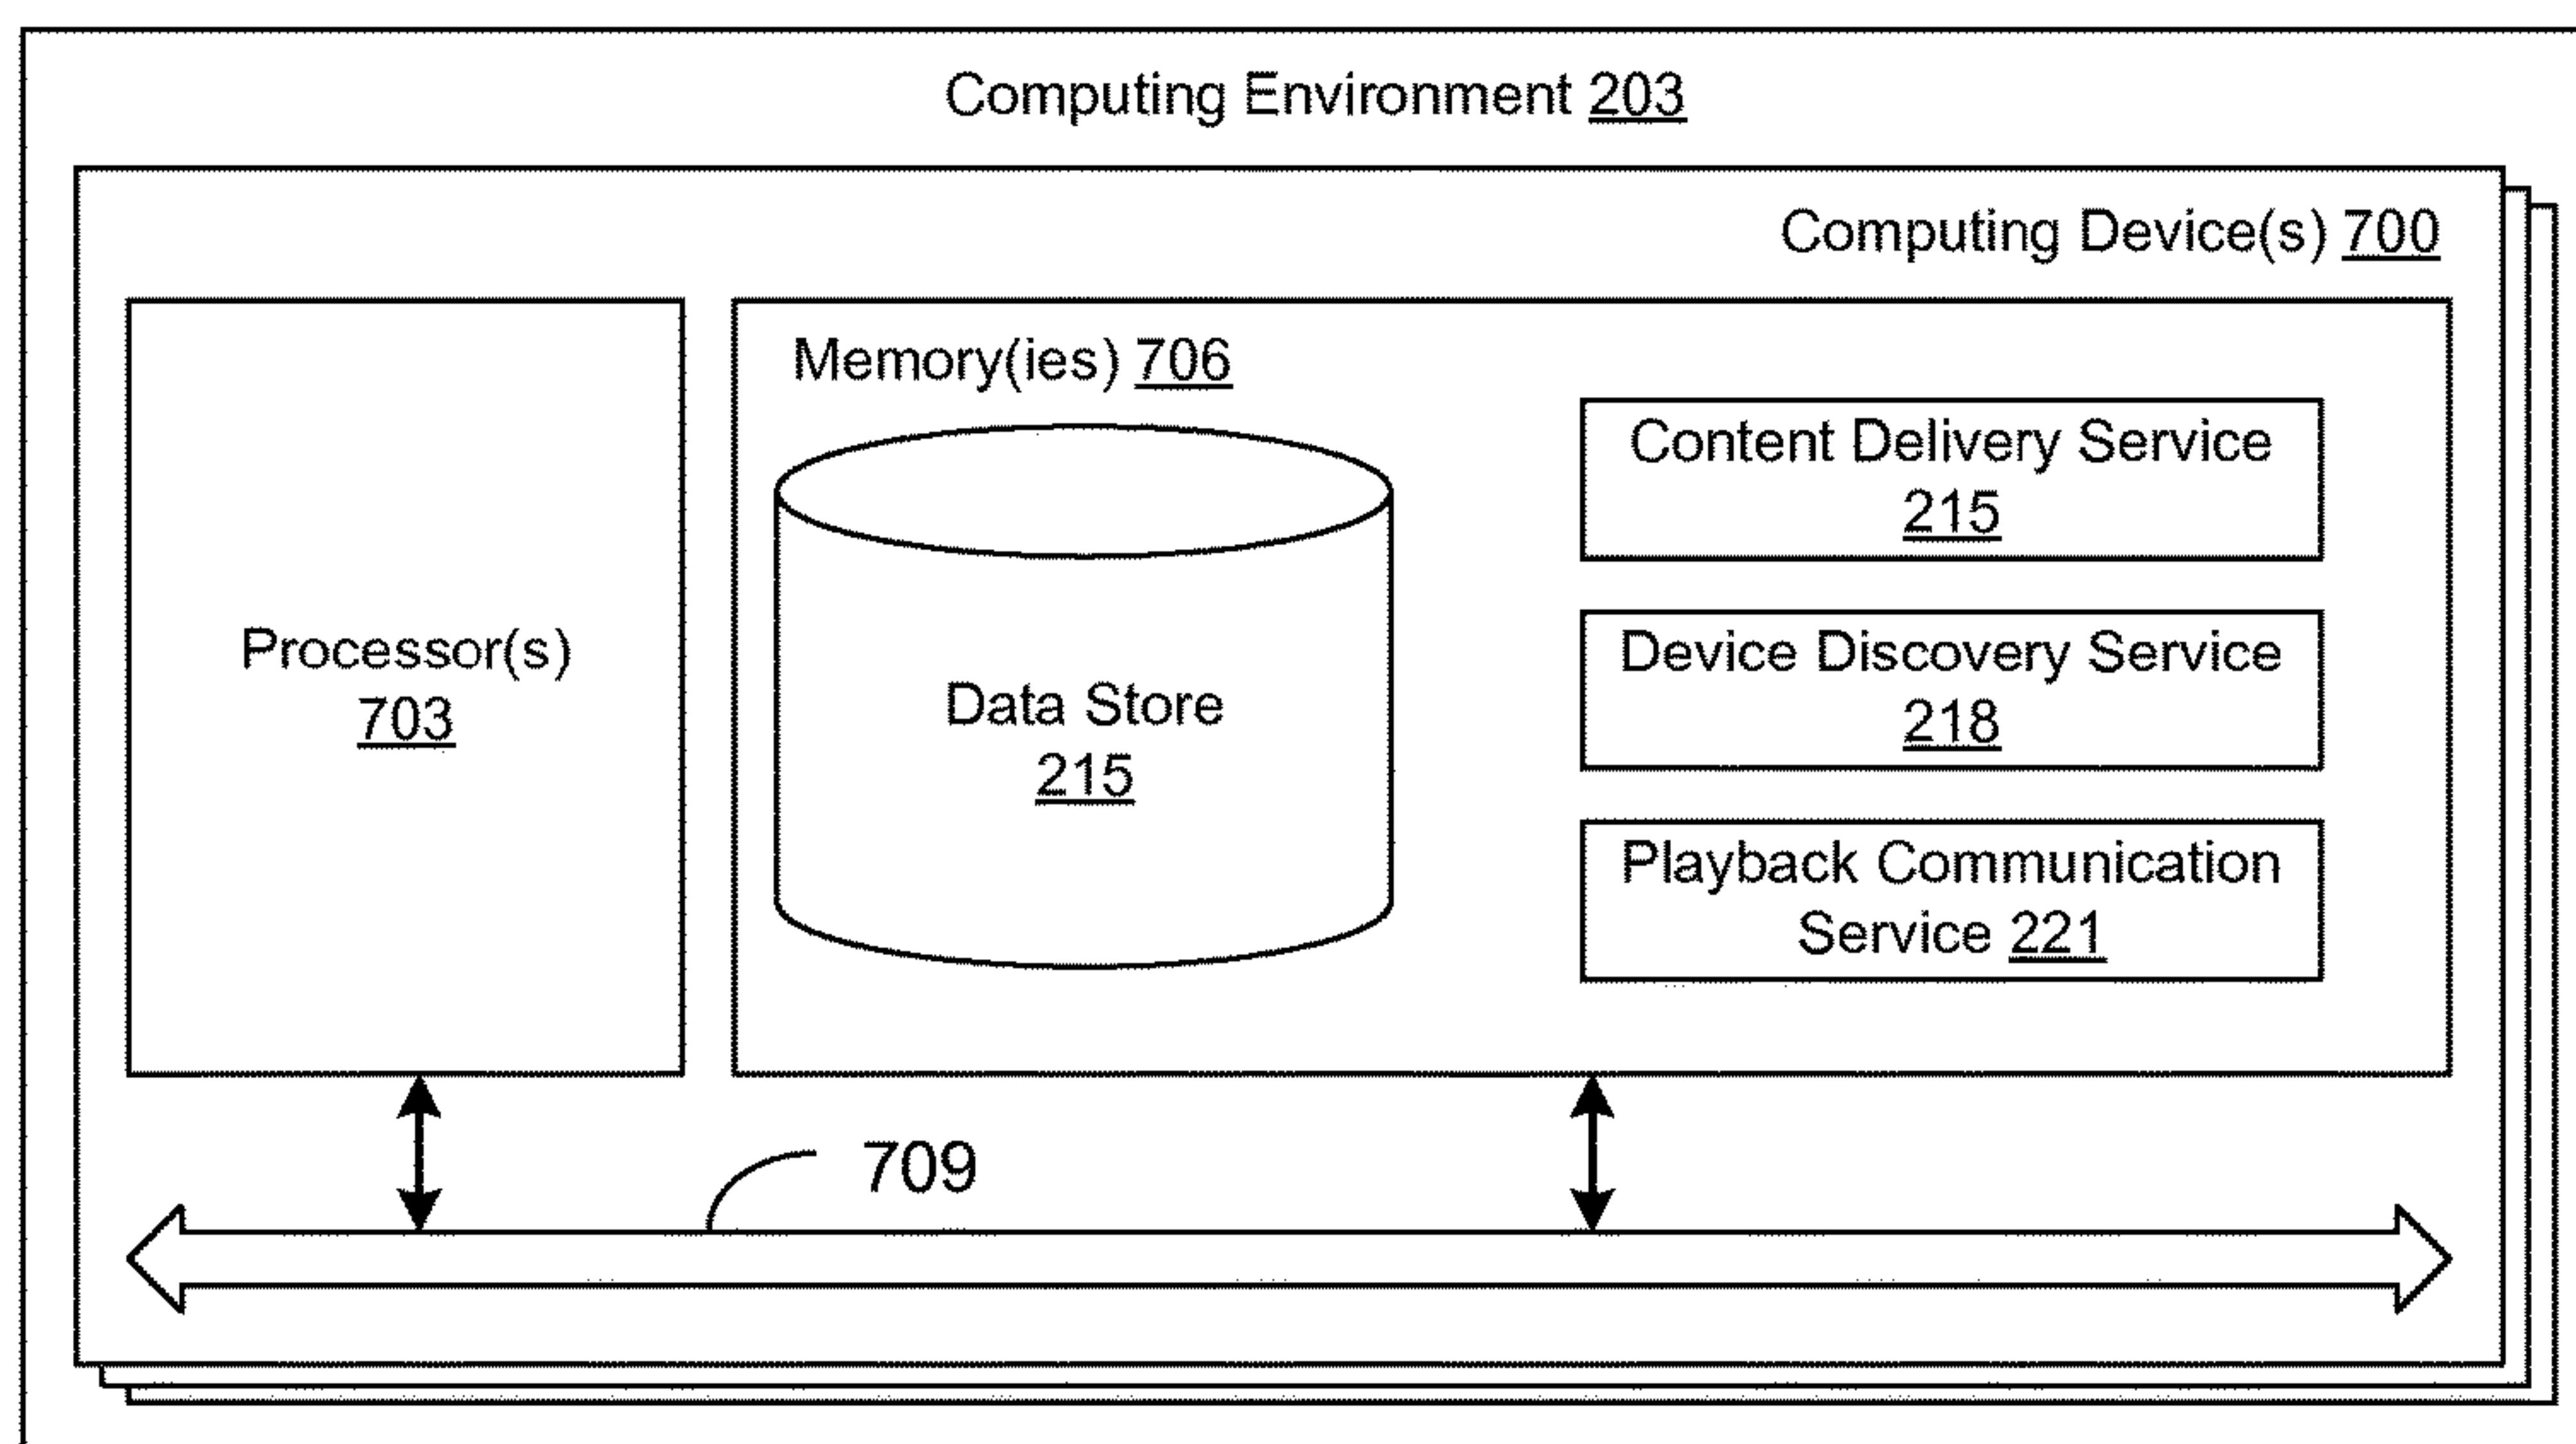 Computing Environment 203
Computing Device(s) 700
Processor(s)
703
Memory(ies) 706
Data Store
215
Content Delivery Service
215
Device Discovery Service
218
Playback Communication
Service 221
709